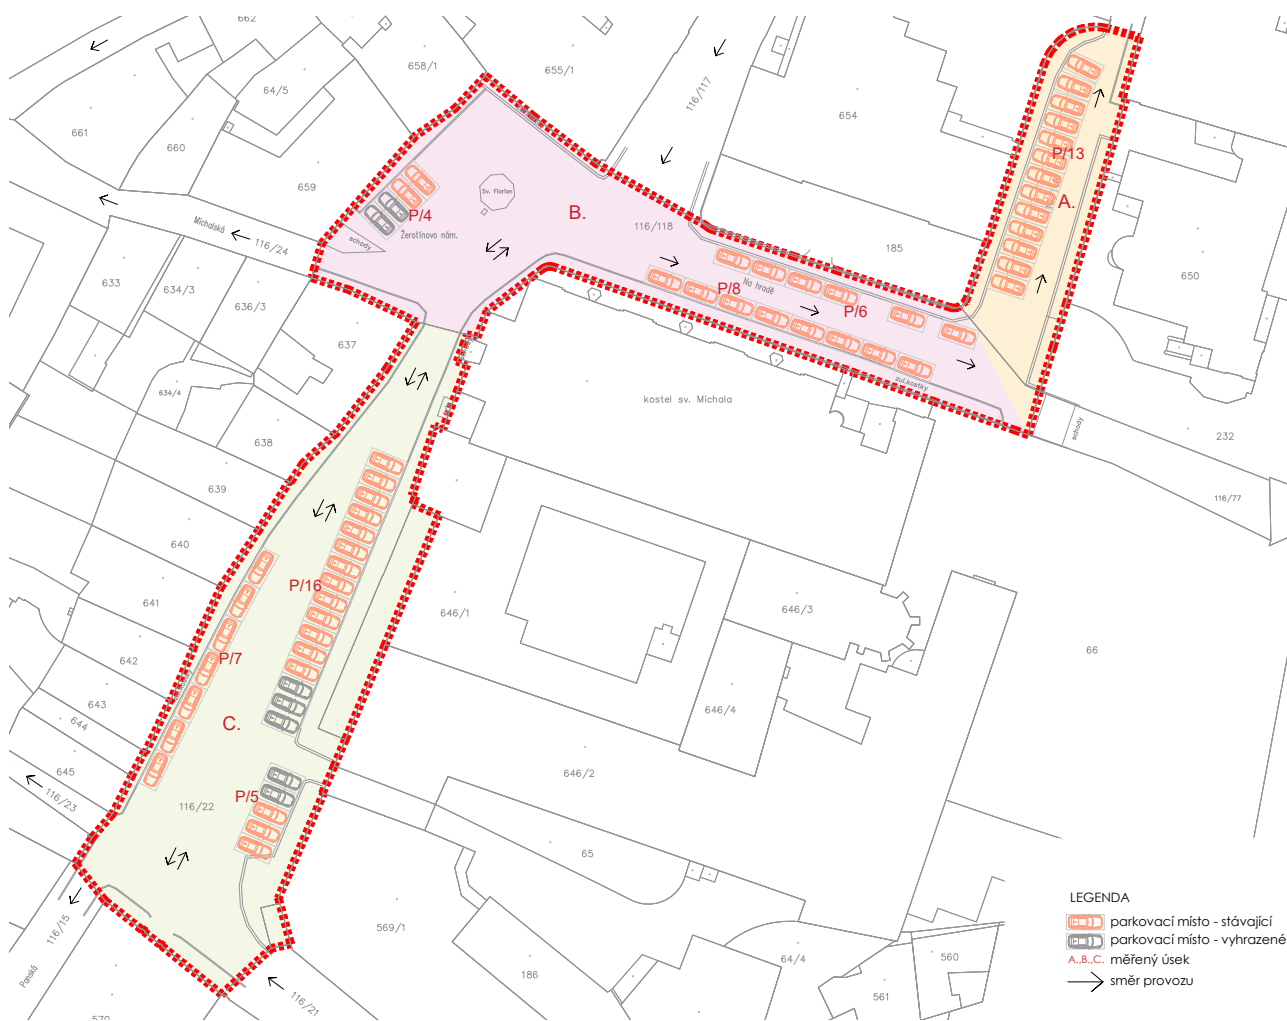 662
658/1
655/1
64/5
116/117
661
654
660
P/13
659
Sv. Florian
A.
P/4
B.
Michalská
116/24
Žerotínovo nám.
schody
116/118
185
633
634/3
650
636/3
Na hradě
P/8
P/6
637
634/4
zul.kostky
kostel sv. Michala
schody
638
232
639
116/77
640
P/16
641
646/1
646/3
642
P/7
66
643
646/4
644
C.
645
646/2
116/23
P/5
116/22
65
LEGENDA
parkovací místo - stávající
parkovací místo - vyhrazené
A.,B.,C. měřený úsek
směr provozu
116/15
569/1
64/4
560
Panská
186
561
116/21
570